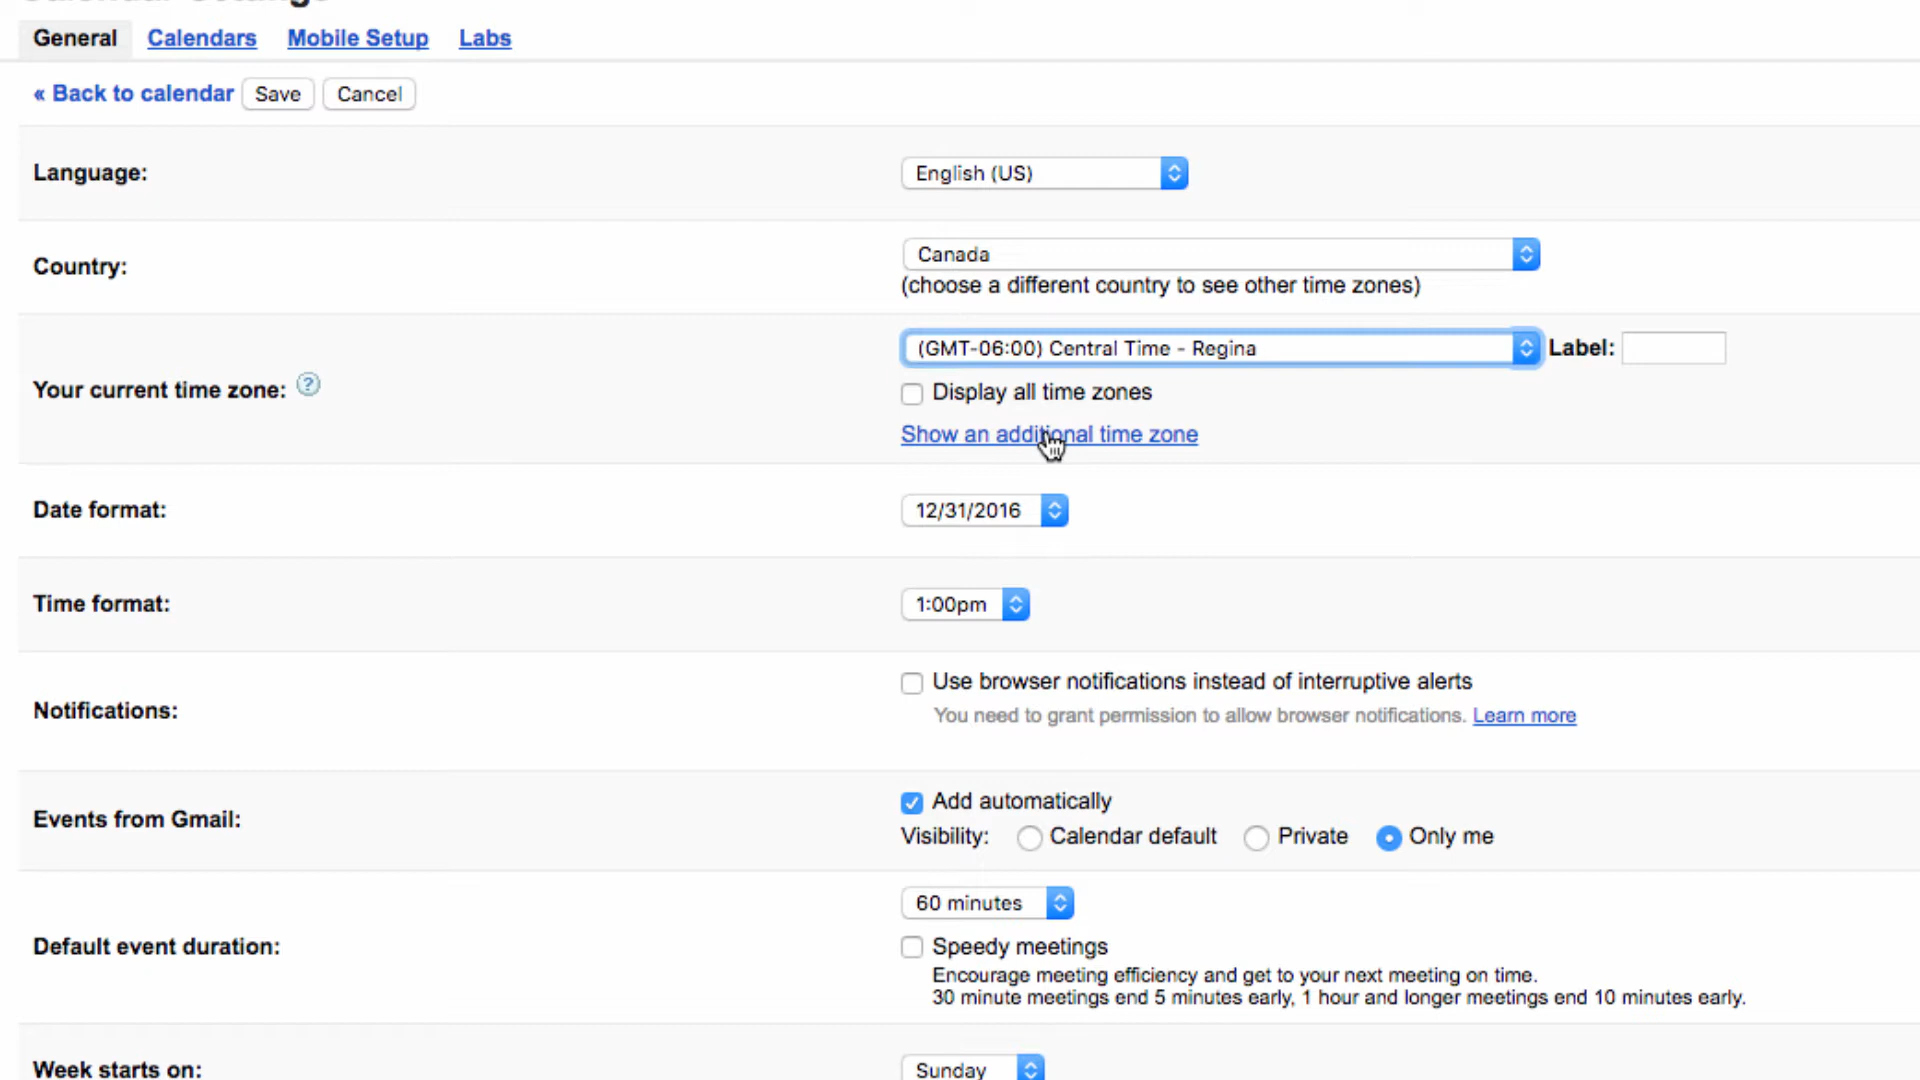 General Calendars Mobile Setup Labs
« Back to calendar Save Cancel
Language: English (US)
Country: Canada
(choose a different country to see other time zones)
Your current time zone: ? (GMT-06:00) Central Time - Regina Label:
Display all time zones
Show an additional time zone
Date format: 12/31/2016
Time format: 1:00pm
Notifications: Use browser notifications instead of interruptive alerts
You need to grant permission to allow browser notifications. Learn more
Events from Gmail: Add automatically
Visibility: Calendar default Private Only me
Default event duration: 60 minutes
Speedy meetings
Encourage meeting efficiency and get to your next meeting on time.
30 minute meetings end 5 minutes early, 1 hour and longer meetings end 10 minutes early.
Week starts on: Sunday